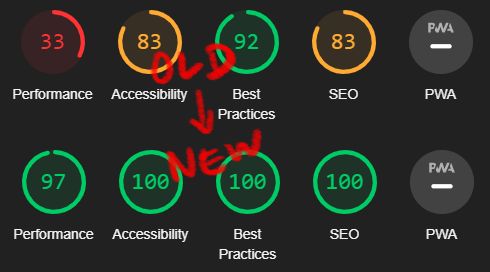 33 83 92 83 PWA
Performance Accessibility Best Practices SEO PWA
OLD
NEW
97 100 100 100 PWA
Performance Accessibility Best Practices SEO PWA